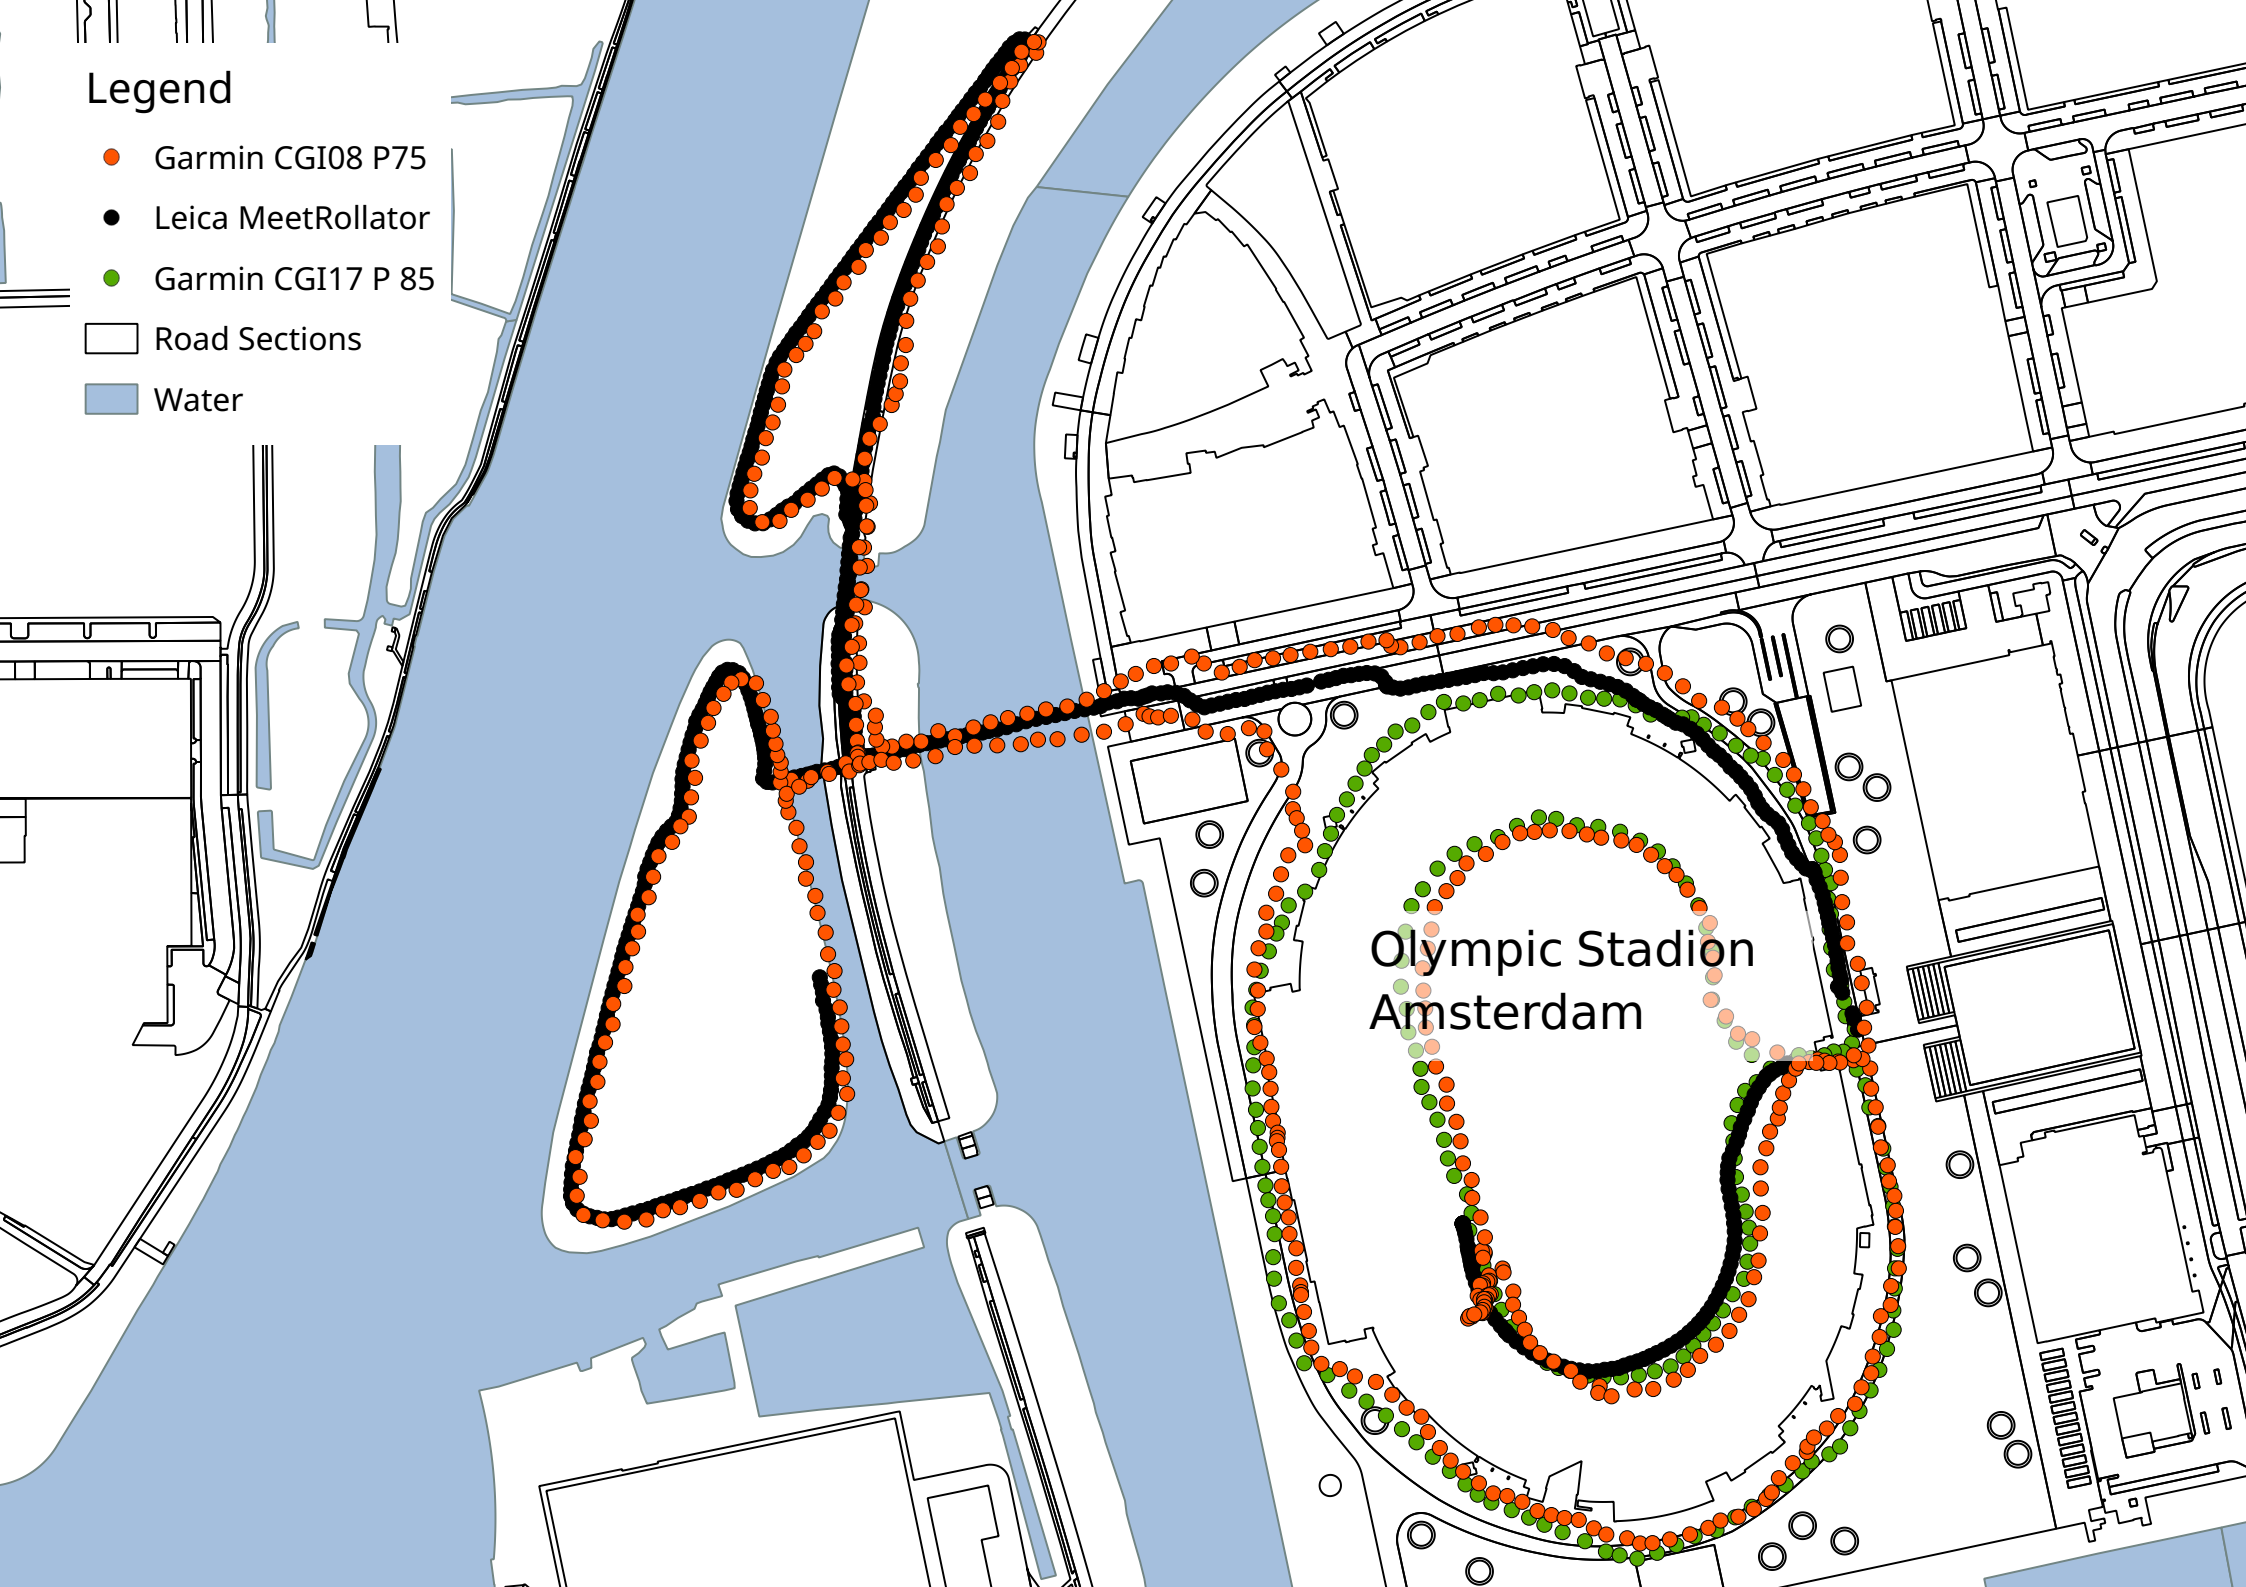 Legend
Garmin CGI08 P75
Leica MeetRollator
Garmin CGI17 P 85
Road Sections
Water
Olympic Stadion
Amsterdam